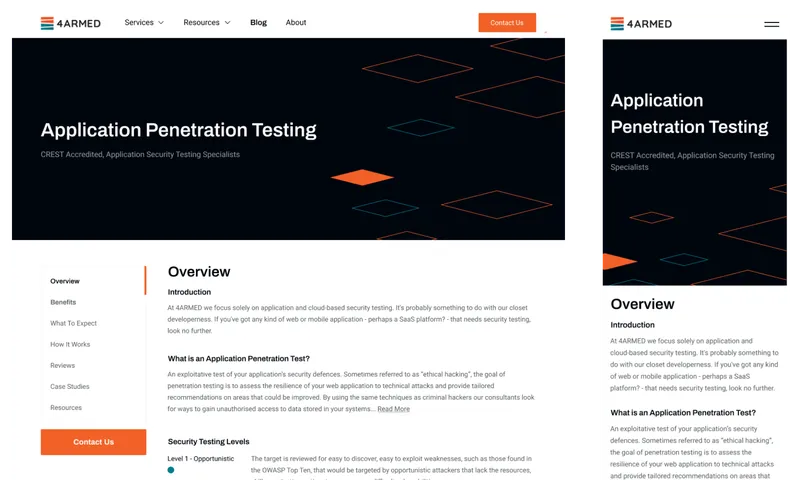 4ARMED
Services
Resources
Blog
About
Contact Us
Application Penetration Testing
CREST Accredited, Application Security Testing Specialists
Overview
Benefits
What To Expect
How It Works
Reviews
Case Studies
Resources
Contact Us
Overview
Introduction
At 4ARMED we focus solely on application and cloud-based security testing. It's probably something to do with our closet
developerness. If you've got any kind of web or mobile application - perhaps a SaaS platform? - that needs security testing,
look no further.
What is an Application Penetration Test?
An exploitative test of your application's security defences. Sometimes referred to as "ethical hacking", the goal of
penetration testing is to assess the resilience of your web application to technical attacks and provide tailored
recommendations on areas that could be improved. By using the same techniques as criminal hackers our consultants look
for ways to gain unauthorised access to data stored in your systems... Read More
Security Testing Levels
Level 1 - Opportunistic
The target is reviewed for easy to discover, easy to exploit weaknesses, such as those found in
the OWASP Top Ten, that would be targeted by opportunistic attackers that lack the resources,
4ARMED
Application
Penetration Testing
CREST Accredited, Application Security Testing
Specialists
Overview
Introduction
At 4ARMED we focus solely on application and
cloud-based security testing. It's probably something to
do with our closet developerness. If you've got any kind
of web or mobile application - perhaps a SaaS
platform? - that needs security testing, look no further.
What is an Application Penetration Test?
An exploitative test of your application's security
defences. Sometimes referred to as "ethical hacking",
the goal of penetration testing is to assess the
resilience of your web application to technical attacks
and provide tailored recommendations on areas that